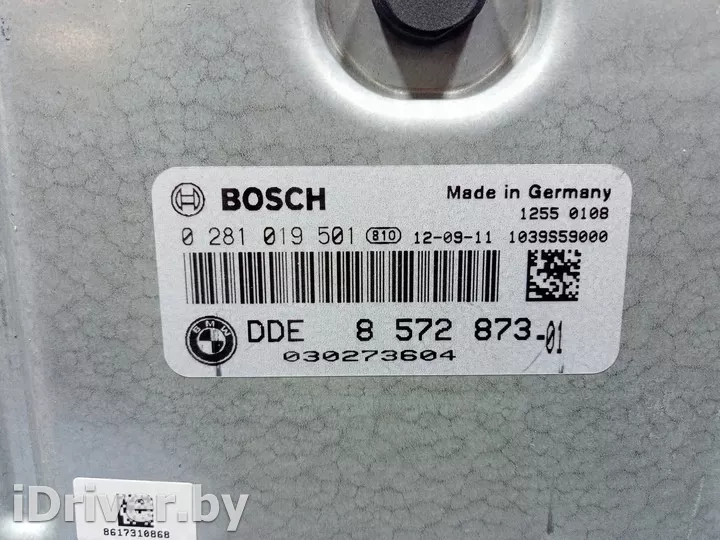 BOSCH Made in Germany
1255 0108
0 281 019 501 810 12-09-11 1039S59000
BMW DDE 8 572 873-01
030273604
8617310868
iDriver.by